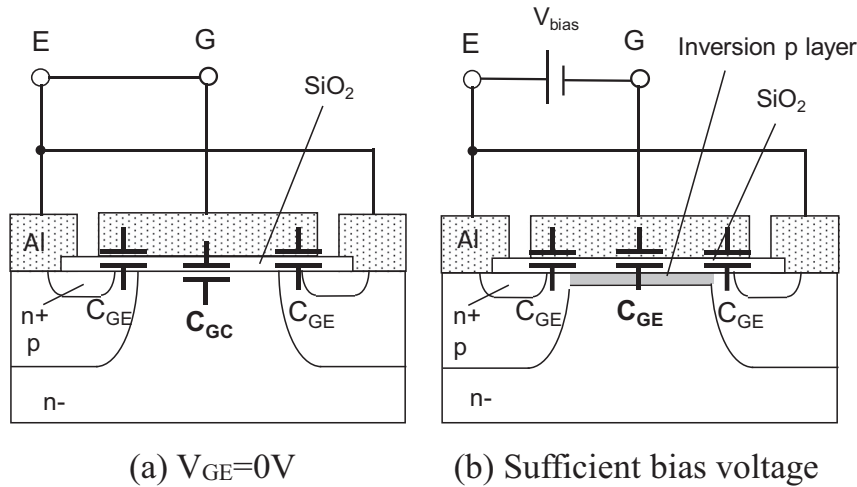 E
G
SiO₂
Al
n+
p
n-
C_GE
C_GC
C_GE
(a) V_GE=0V
V_bias
E
G
Inversion p layer
SiO₂
Al
n+
p
n-
C_GE
C_GE
C_GE
(b) Sufficient bias voltage